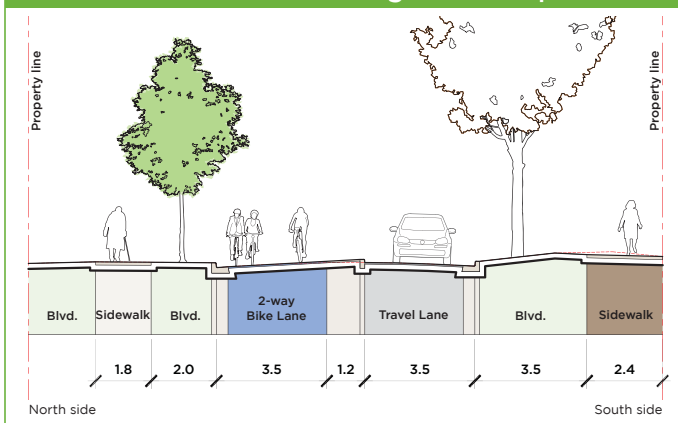 Property line
Property line
Blvd.
Sidewalk
Blvd.
2-way
Bike Lane
Travel Lane
Blvd.
Sidewalk
1.8
2.0
3.5
1.2
3.5
3.5
2.4
North side
South side